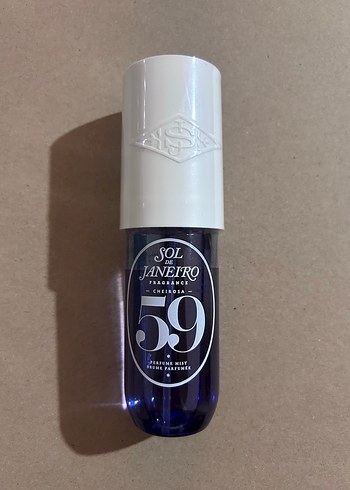 SOL
DE
JANEIRO
FRAGRANCE
– CHEIROSA –
59
PERFUME MIST
BRUME PARFUMÉE